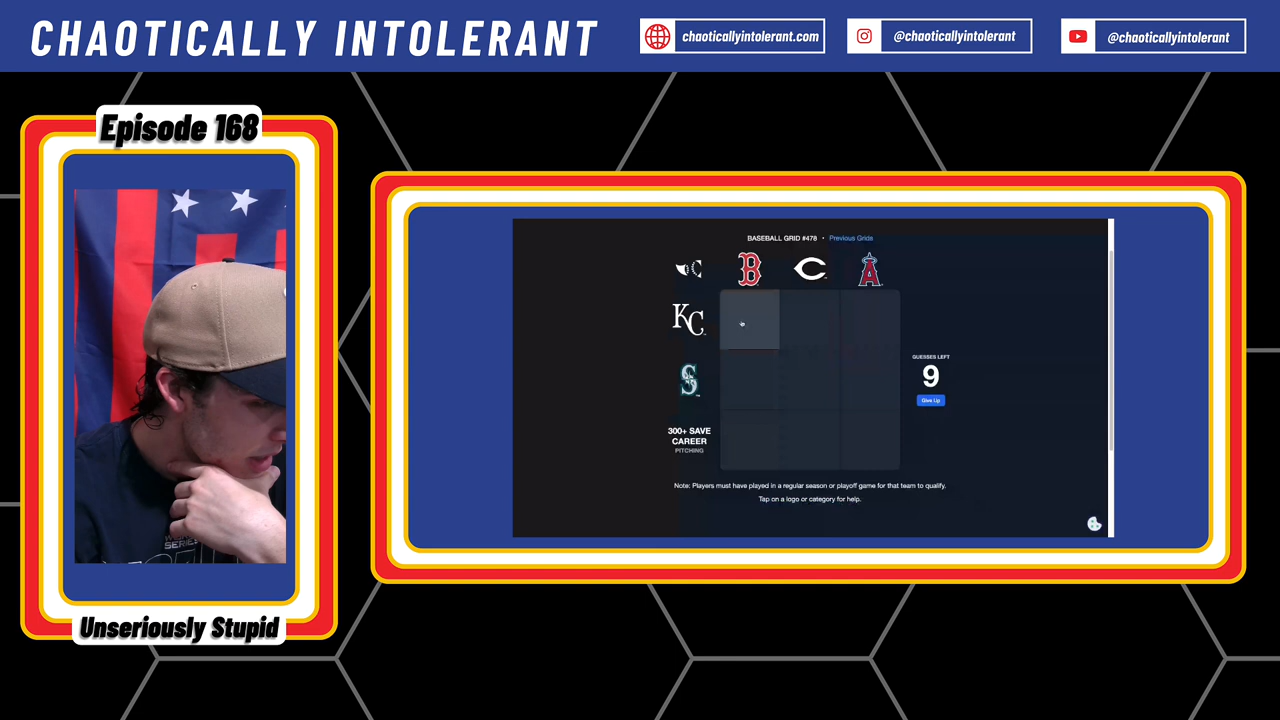 CHAOTICALLY INTOLERANT
chaoticallyintolerant.com
@chaoticallyintolerant
@chaoticallyintolerant
Episode 168
BASEBALL GRID #478 • Previous Grids
B
C
A
KC
S
300+ SAVE
CAREER
PITCHING
GUESSES LEFT
9
Give Up
Note: Players must have played in a regular season or playoff game for that team to qualify.
Tap on a logo or category for help.
SERIES
Unseriously Stupid